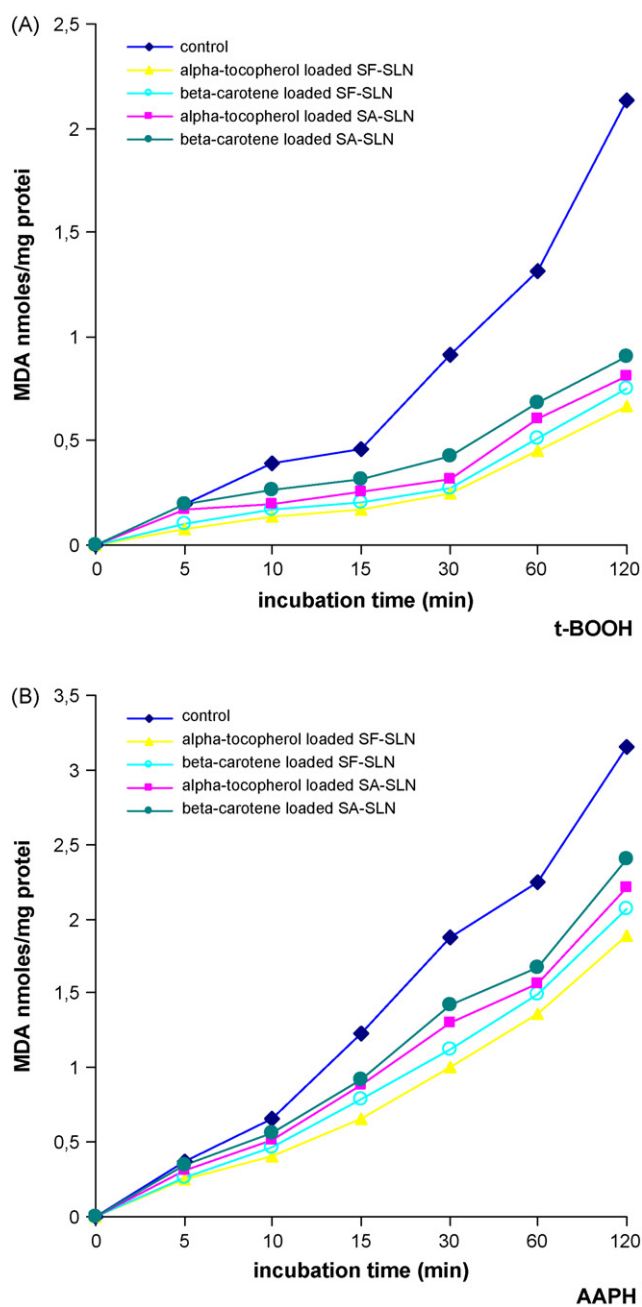 (A)
2,5
control
alpha-tocopherol loaded SF-SLN
beta-carotene loaded SF-SLN
alpha-tocopherol loaded SA-SLN
beta-carotene loaded SA-SLN
2
1,5
1
0,5
0
MDA nmoles/mg protei
0 5 10 15 30 60 120
incubation time (min)
t-BOOH
(B)
3,5
control
alpha-tocopherol loaded SF-SLN
beta-carotene loaded SF-SLN
alpha-tocopherol loaded SA-SLN
beta-carotene loaded SA-SLN
3
2,5
2
1,5
1
0,5
0
MDA nmoles/mg protei
0 5 10 15 30 60 120
incubation time (min)
AAPH